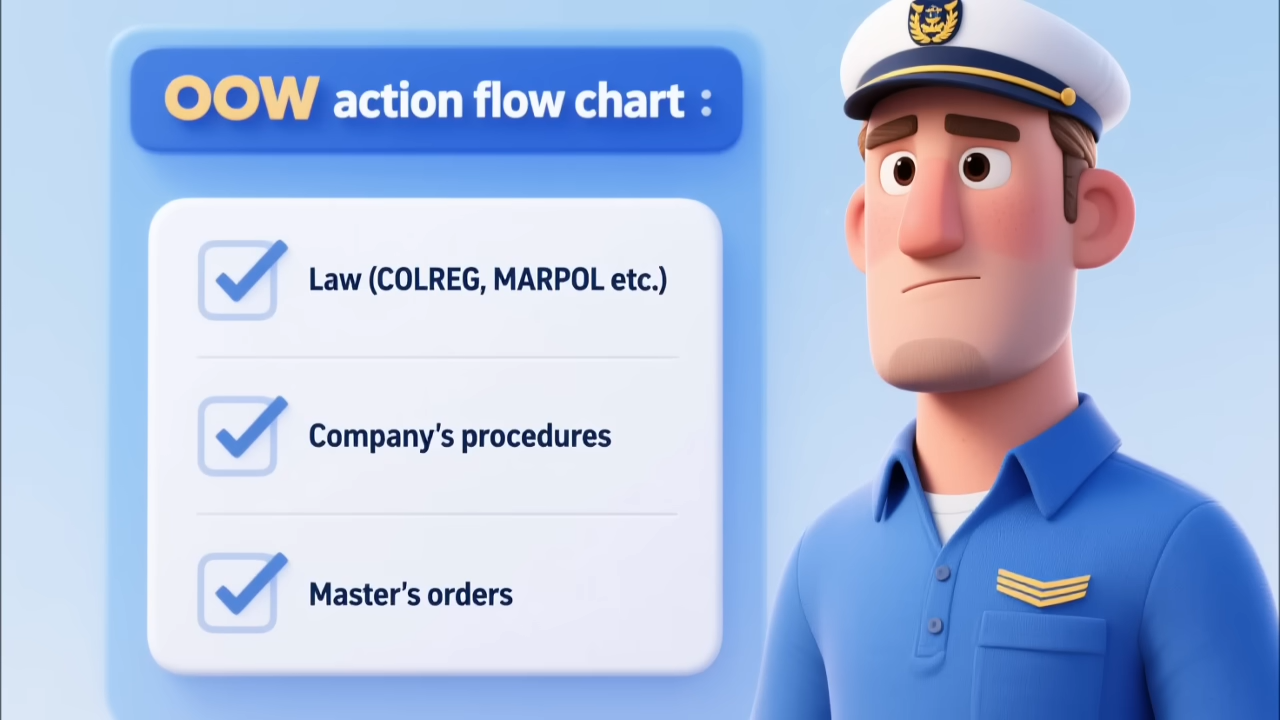 OOW action flow chart :
Law (COLREG, MARPOL etc.)
Company's procedures
Master's orders